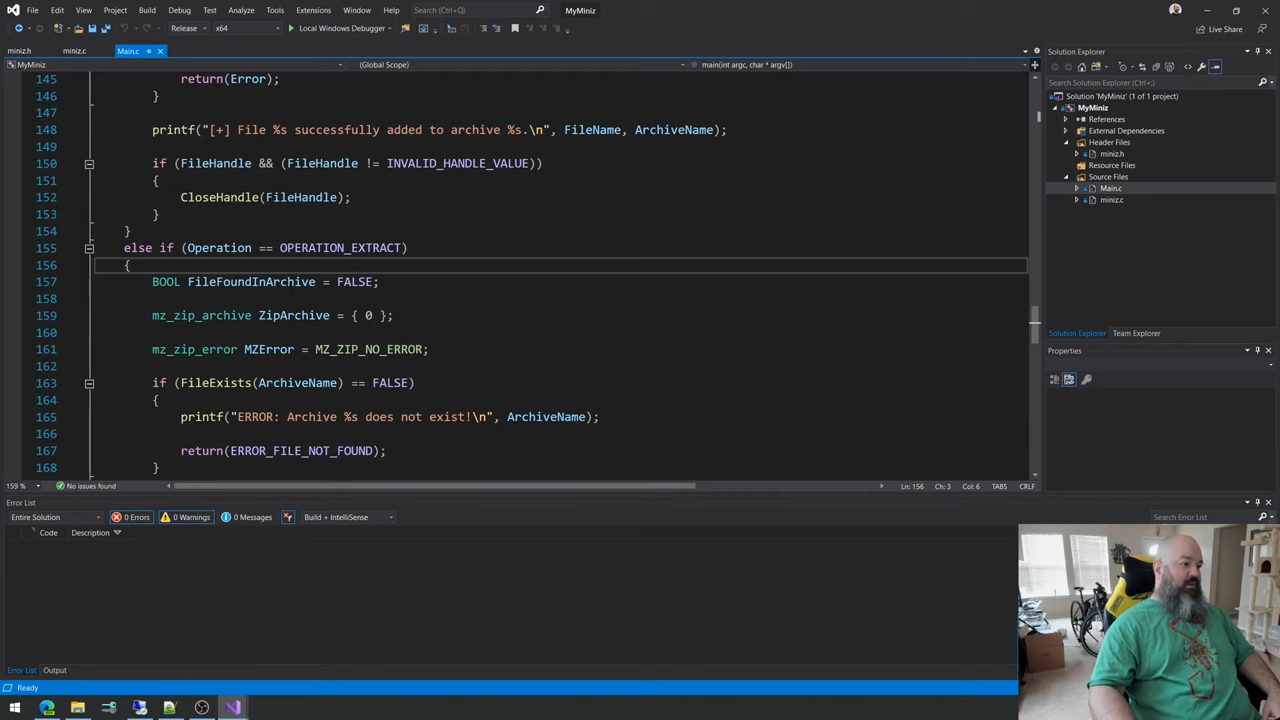 File Edit View Project Build Debug Test Analyze Tools Extensions Window Help Search (Ctrl+Q) MyMiniz
Release x64 Local Windows Debugger Live Share
miniz.h miniz.c Main.c
MyMiniz (Global Scope) main(int argc, char * argv[])
145 return(Error);
146 }
147
148 printf("[+] File %s successfully added to archive %s.\n", FileName, ArchiveName);
149
150 if (FileHandle && (FileHandle != INVALID_HANDLE_VALUE))
151 {
152 CloseHandle(FileHandle);
153 }
154 }
155 else if (Operation == OPERATION_EXTRACT)
156 {
157 BOOL FileFoundInArchive = FALSE;
158
159 mz_zip_archive ZipArchive = { 0 };
160
161 mz_zip_error MZError = MZ_ZIP_NO_ERROR;
162
163 if (FileExists(ArchiveName) == FALSE)
164 {
165 printf("ERROR: Archive %s does not exist!\n", ArchiveName);
166
167 return(ERROR_FILE_NOT_FOUND);
168 }
159 % No issues found Ln: 156 Ch: 3 Col: 6 TABS CRLF
Solution Explorer
Search Solution Explorer (Ctrl+;)
Solution 'MyMiniz' (1 of 1 project)
MyMiniz
References
External Dependencies
Header Files
miniz.h
Resource Files
Source Files
Main.c
miniz.c
Solution Explorer Team Explorer
Properties
Error List
Entire Solution 0 Errors 0 Warnings 0 Messages Build + IntelliSense Search Error List
Code Description
Error List Output
Ready